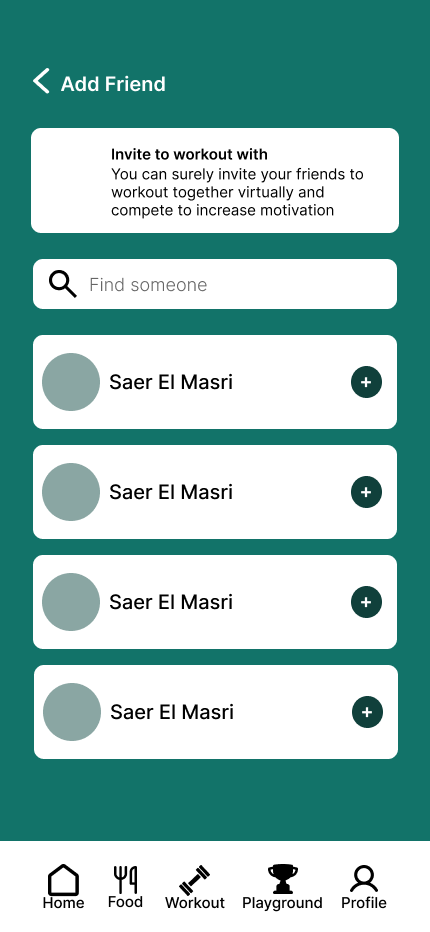 Add Friend
Invite to workout with
You can surely invite your friends to
workout together virtually and
compete to increase motivation
Find someone
Saer El Masri
Saer El Masri
Saer El Masri
Saer El Masri
Home Food Workout Playground Profile